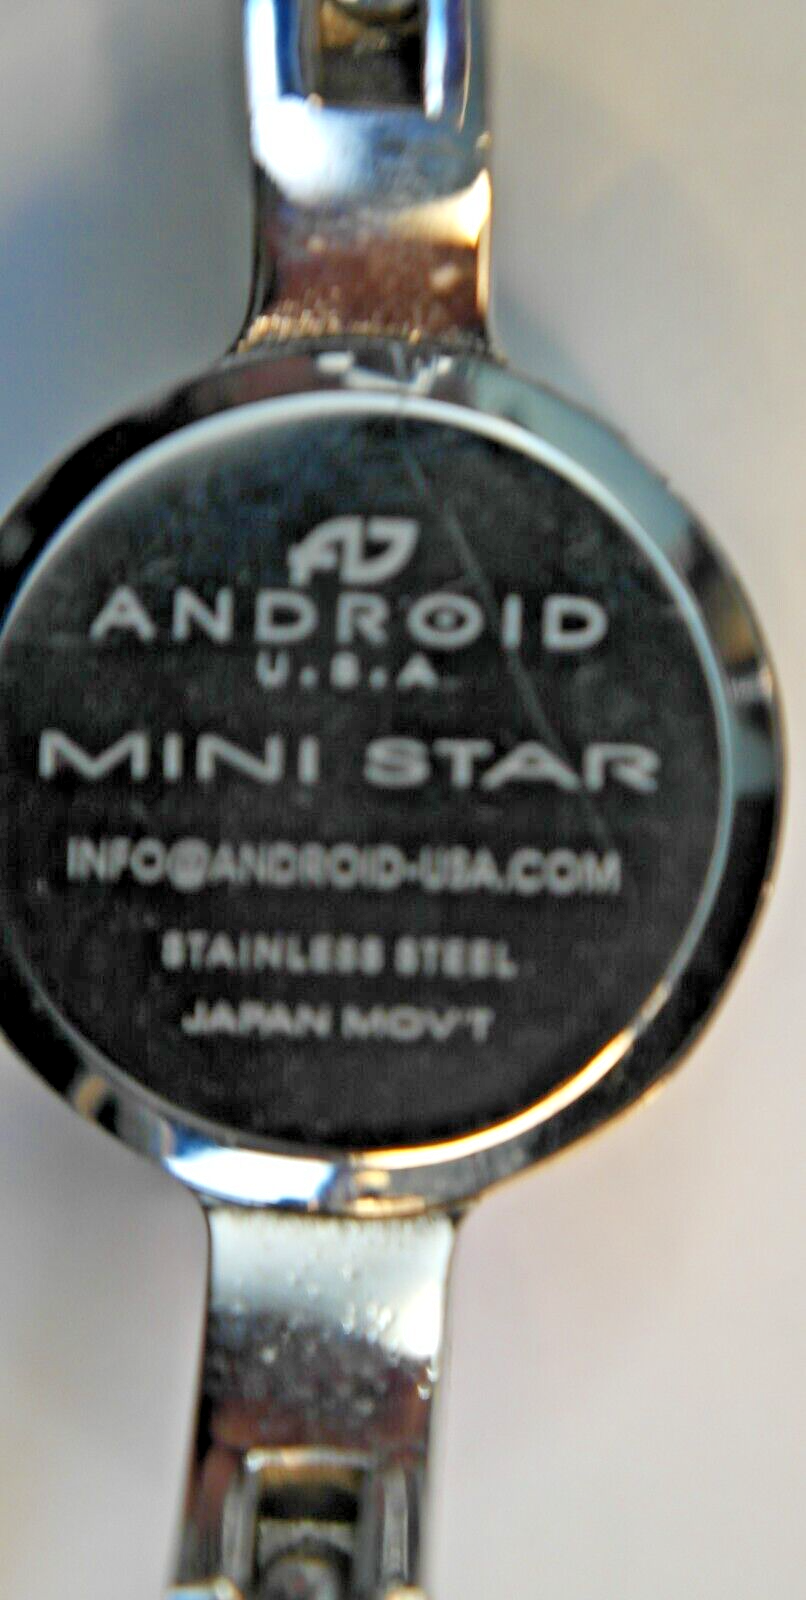 ANDROID
U.S.A
MINI STAR
INFO@ANDROID-USA.COM
STAINLESS STEEL
JAPAN MOV'T